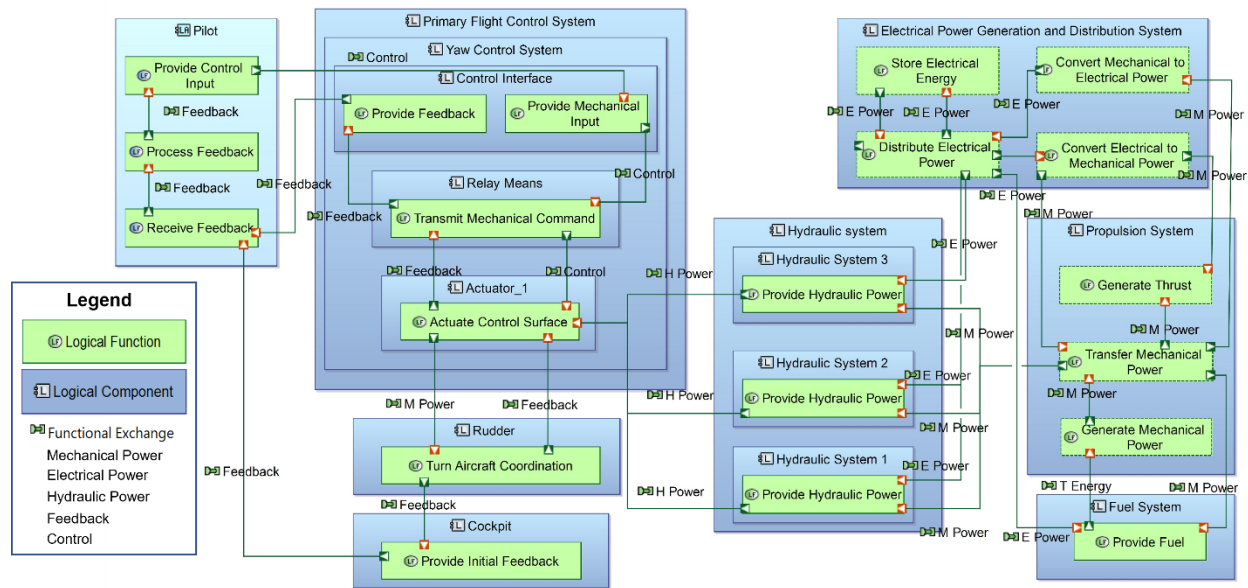 Pilot
Provide Control
Input
Feedback
Process Feedback
Feedback
Receive Feedback
Feedback
Feedback
Legend
Logical Function
Logical Component
Functional Exchange
Mechanical Power
Electrical Power
Hydraulic Power
Feedback
Control
Primary Flight Control System
Yaw Control System
Control
Control Interface
Provide Feedback
Provide Mechanical
Input
Control
Relay Means
Feedback
Transmit Mechanical Command
Feedback
Control
Actuator_1
Actuate Control Surface
M Power
Feedback
Rudder
Turn Aircraft Coordination
Feedback
Cockpit
Provide Initial Feedback
H Power
H Power
H Power
Hydraulic system
Hydraulic System 3
Provide Hydraulic Power
Hydraulic System 2
Provide Hydraulic Power
Hydraulic System 1
Provide Hydraulic Power
E Power
M Power
E Power
E Power
M Power
Electrical Power Generation and Distribution System
Store Electrical
Energy
Convert Mechanical to
Electrical Power
E Power
E Power
E Power
M Power
Distribute Electrical
Power
Convert Electrical to
Mechanical Power
M Power
E Power
M Power
Propulsion System
Generate Thrust
M Power
Transfer Mechanical
Power
M Power
Generate Mechanical
Power
T Energy
M Power
Fuel System
E Power
Provide Fuel